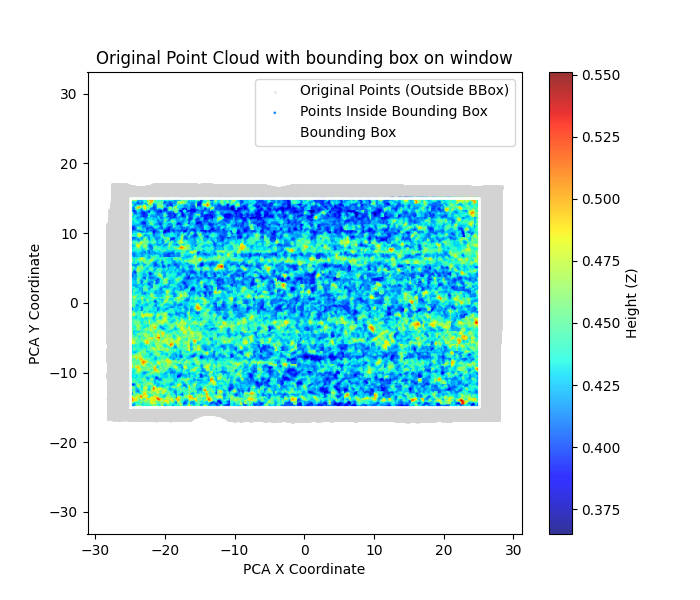 Original Point Cloud with bounding box on window
Original Points (Outside BBox)
Points Inside Bounding Box
Bounding Box
30
20
10
0
−10
−20
−30
PCA Y Coordinate
−30 −20 −10 0 10 20 30
PCA X Coordinate
0.550
0.525
0.500
0.475
0.450
0.425
0.400
0.375
Height (Z)